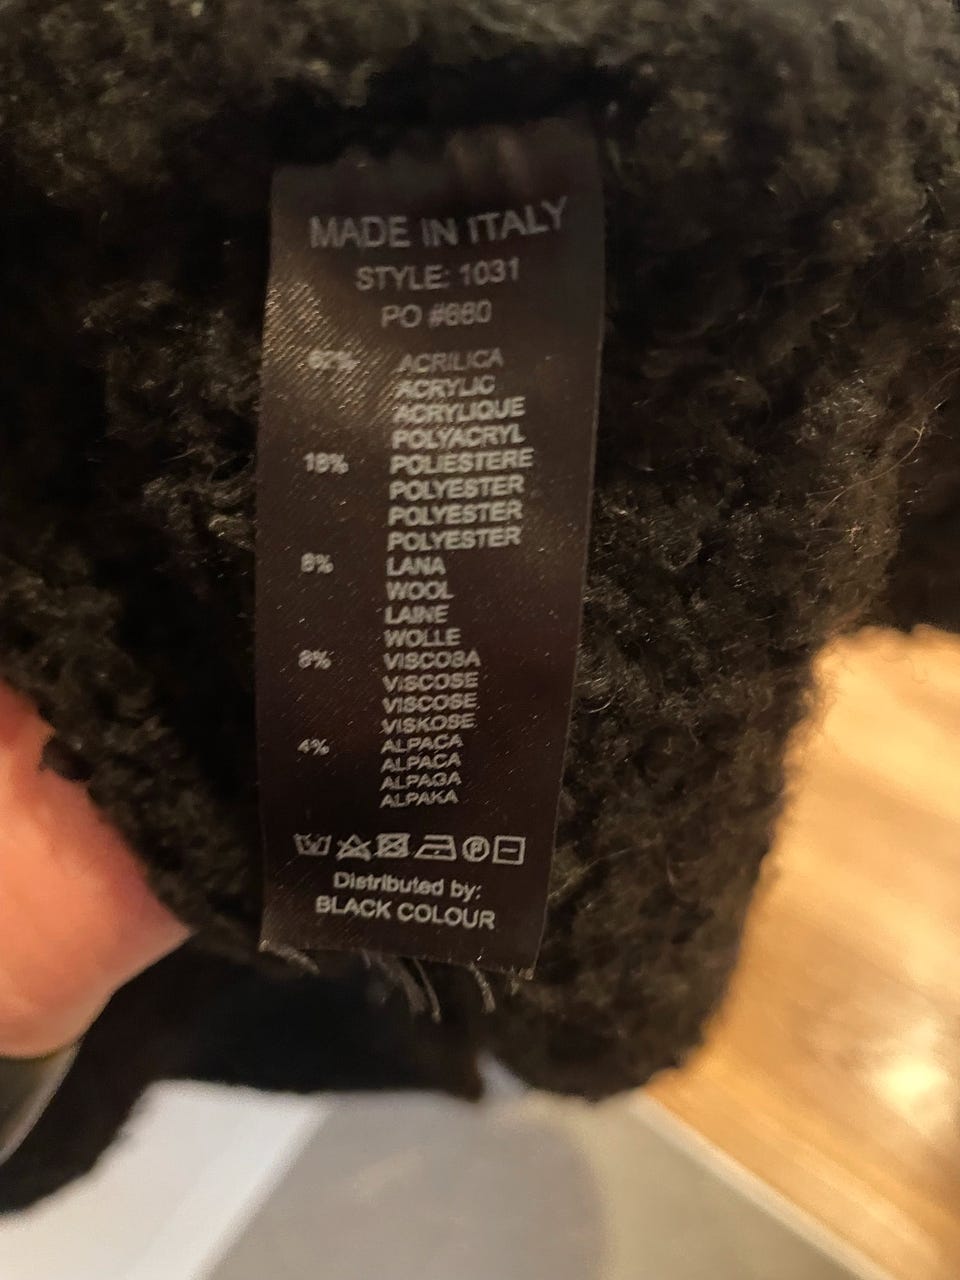 MADE IN ITALY
STYLE: 1031
PO
62% ACRILICA
ACRYLIC
ACRYLIQUE
POLYACRYL
18% POLIESTERE
POLYESTER
POLYESTER
POLYESTER
8% LANA
WOOL
LAINE
WOLLE
8% VISCOSA
VISCOSE
VISCOSE
VISKOSE
4% ALPACA
ALPACA
ALPAGA
ALPAKA
Distributed by:
BLACK COLOUR